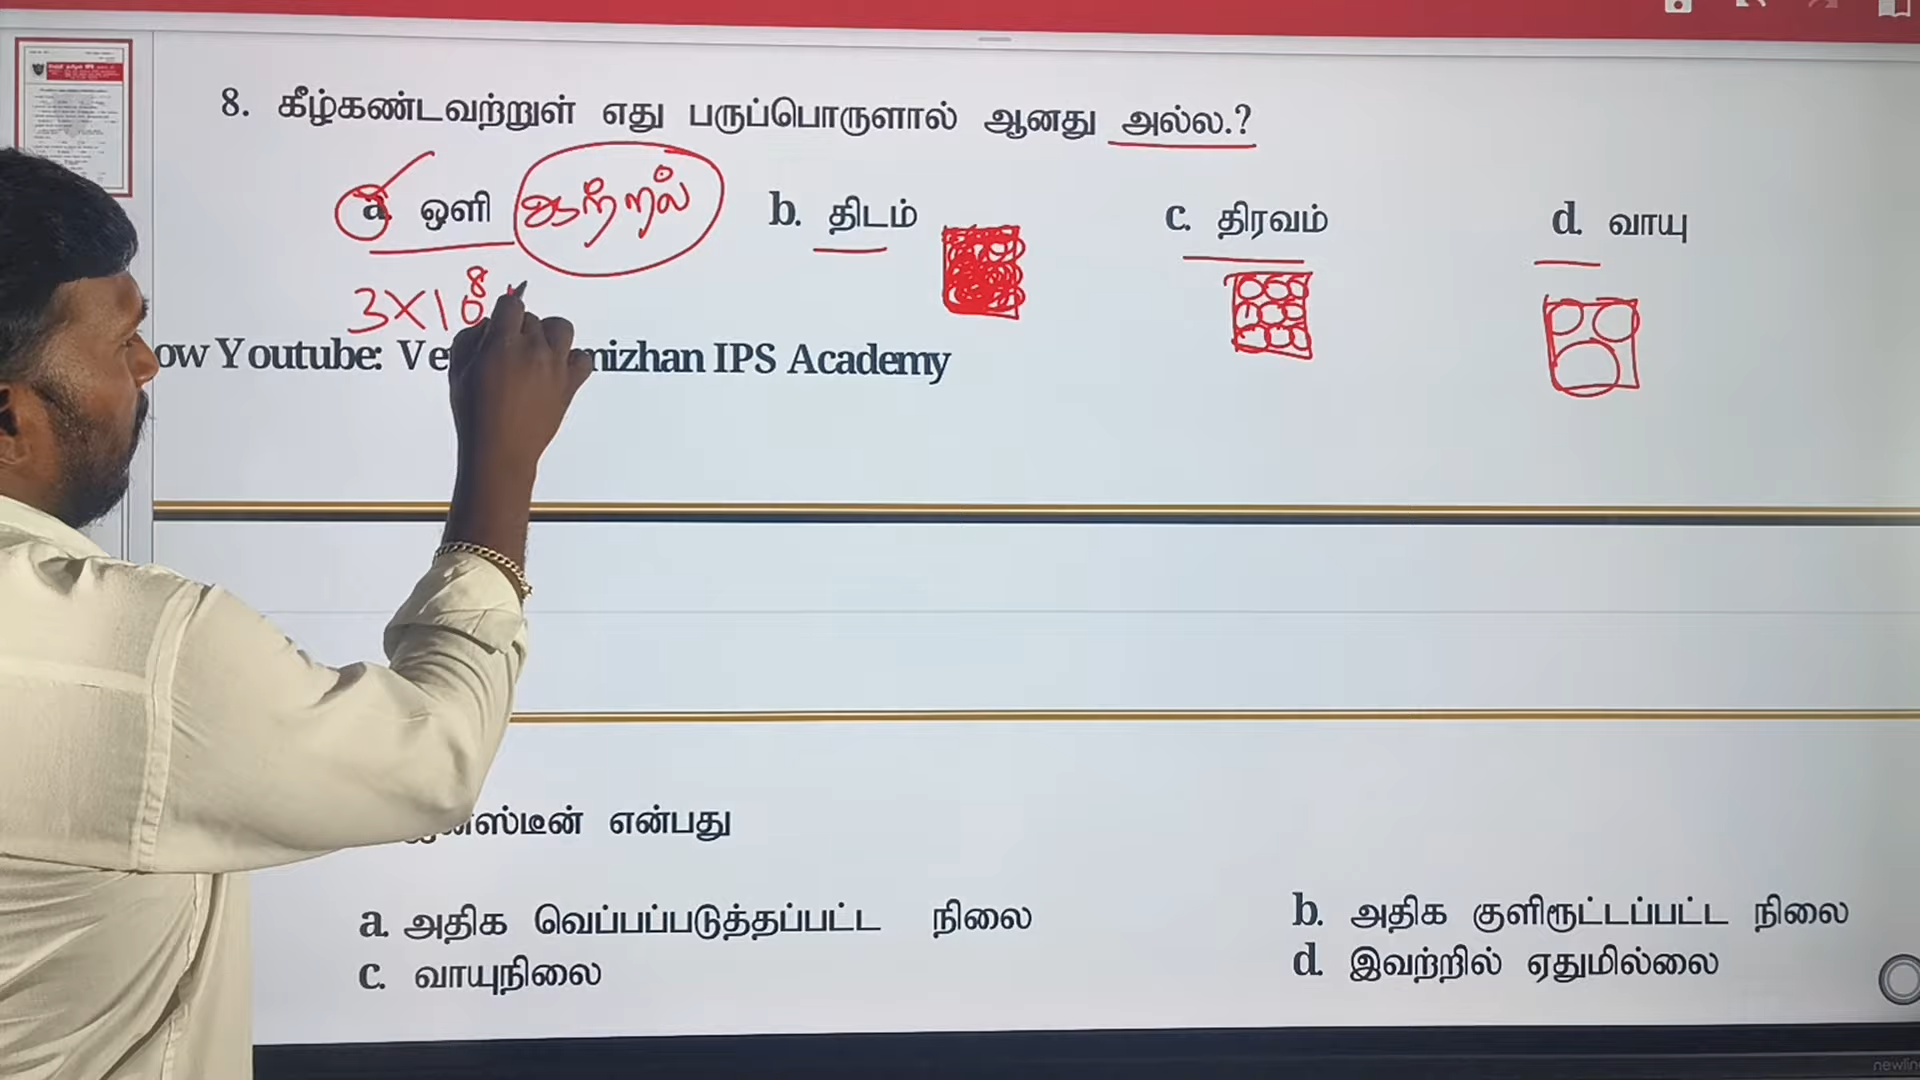 8. கீழ்கண்டவற்றுள் எது பருப்பொருளால் ஆனது அல்ல.?
a. ஒளி ஆற்றல் b. திடம் c. திரவம் d. வாயு
3×10⁸
ow Youtube: Ve mizhan IPS Academy
ன்ஸ்டீன் என்பது
a. அதிக வெப்பப்படுத்தப்பட்ட நிலை b. அதிக குளிரூட்டப்பட்ட நிலை
c. வாயுநிலை d. இவற்றில் ஏதுமில்லை
newlin